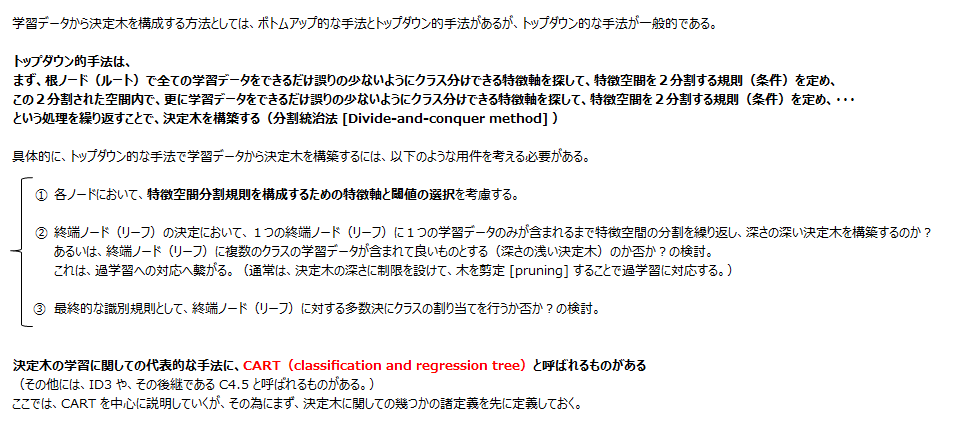 学習データから決定木を構成する方法としては、ボトムアップ的な手法とトップダウン的手法があるが、トップダウン的な手法が一般的である。
トップダウン的手法は、
まず、根ノード（ルート）で全ての学習データをできるだけ誤りの少ないようにクラス分けできる特徴軸を探して、特徴空間を２分割する規則（条件）を定め、
この２分割された空間内で、更に学習データをできるだけ誤りの少ないようにクラス分けできる特徴軸を探して、特徴空間を２分割する規則（条件）を定め、・・・
という処理を繰り返すことで、決定木を構築する（分割統治法 [Divide-and-conquer method] ）
具体的に、トップダウン的な手法で学習データから決定木を構築するには、以下のような用件を考える必要がある。
① 各ノードにおいて、特徴空間分割規則を構成するための特徴軸と閾値の選択を考慮する。
② 終端ノード（リーフ）の決定において、１つの終端ノード（リーフ）に１つの学習データのみが含まれるまで特徴空間の分割を繰り返し、深さの深い決定木を構築するのか？
あるいは、終端ノード（リーフ）に複数のクラスの学習データが含まれて良いものとする（深さの浅い決定木）のか否か？の検討。
これは、過学習への対応へ繋がる。（通常は、決定木の深さに制限を設けて、木を剪定 [pruning] することで過学習に対応する。）
③ 最終的な識別規則として、終端ノード（リーフ）に対する多数決にクラスの割り当てを行うか否か？の検討。
決定木の学習に関しての代表的な手法に、CART（classification and regression tree）と呼ばれるものがある
（その他には、ID3 や、その後継である C4.5 と呼ばれるものがある。）
ここでは、CART を中心に説明していくが、その為にまず、決定木に関しての幾つかの諸定義を先に定義しておく。